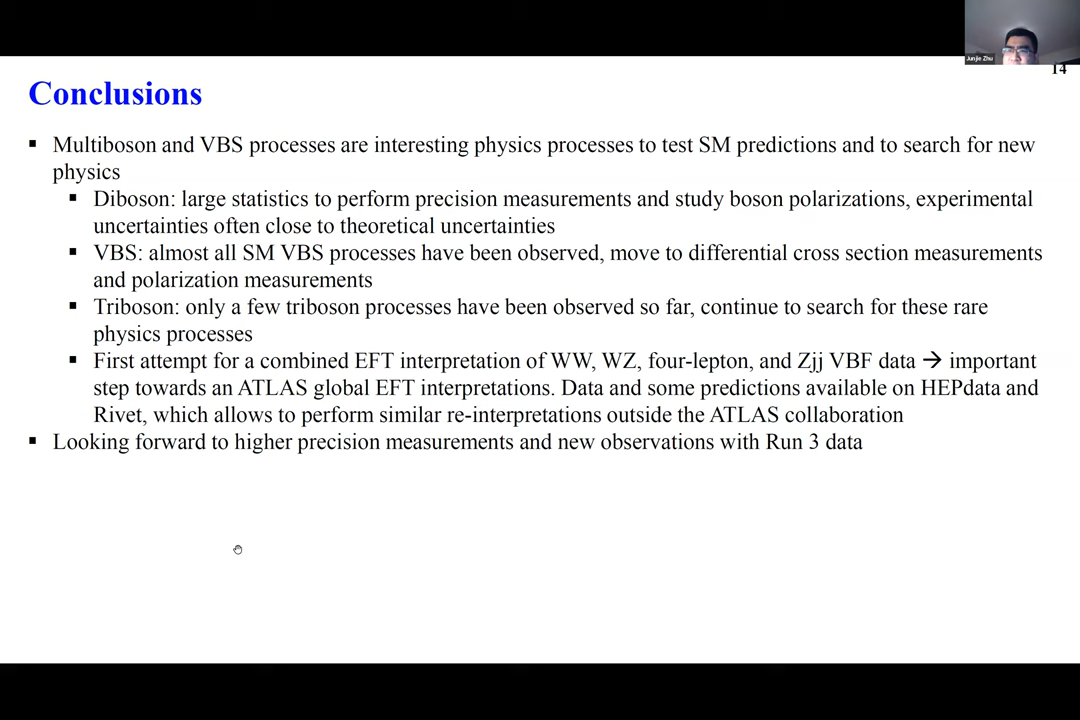 Junjie Zhu
14
Conclusions
▪ Multiboson and VBS processes are interesting physics processes to test SM predictions and to search for new
physics
▪ Diboson: large statistics to perform precision measurements and study boson polarizations, experimental
uncertainties often close to theoretical uncertainties
▪ VBS: almost all SM VBS processes have been observed, move to differential cross section measurements
and polarization measurements
▪ Triboson: only a few triboson processes have been observed so far, continue to search for these rare
physics processes
▪ First attempt for a combined EFT interpretation of WW, WZ, four-lepton, and Zjj VBF data → important
step towards an ATLAS global EFT interpretations. Data and some predictions available on HEPdata and
Rivet, which allows to perform similar re-interpretations outside the ATLAS collaboration
▪ Looking forward to higher precision measurements and new observations with Run 3 data